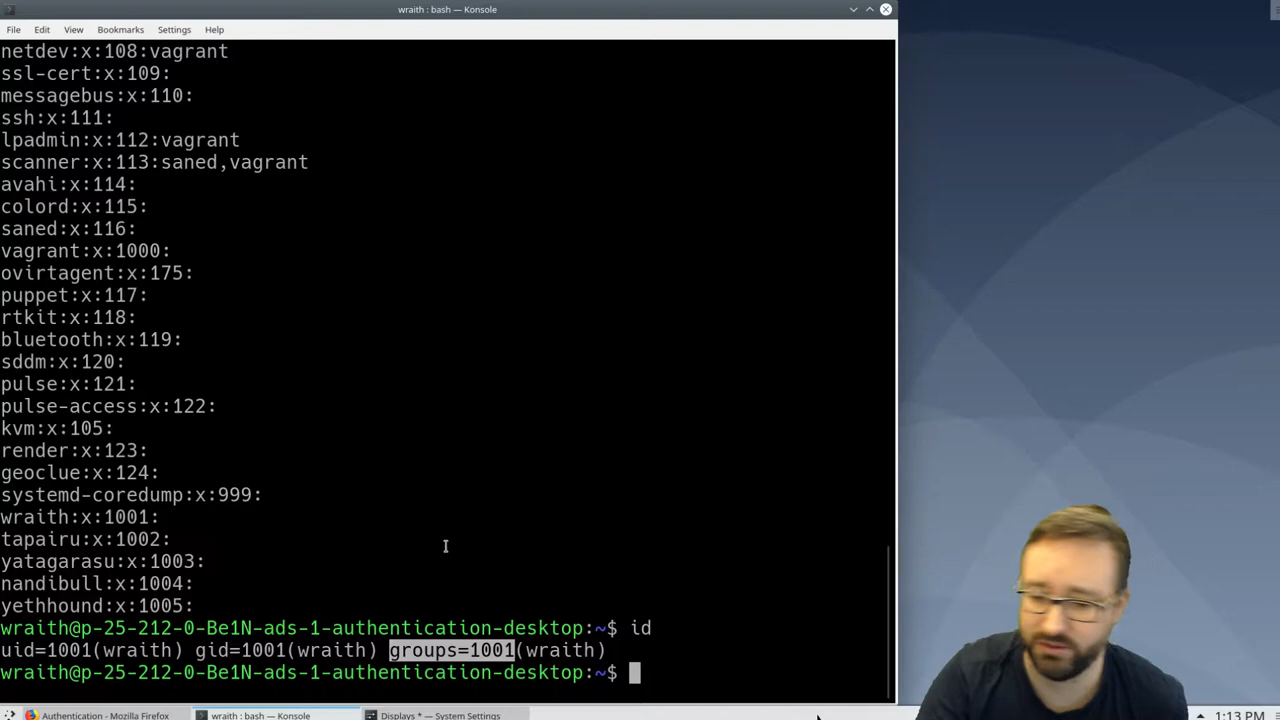 wraith : bash — Konsole
File Edit View Bookmarks Settings Help
netdev:x:108:vagrant
ssl-cert:x:109:
messagebus:x:110:
ssh:x:111:
lpadmin:x:112:vagrant
scanner:x:113:saned,vagrant
avahi:x:114:
colord:x:115:
saned:x:116:
vagrant:x:1000:
ovirtagent:x:175:
puppet:x:117:
rtkit:x:118:
bluetooth:x:119:
sddm:x:120:
pulse:x:121:
pulse-access:x:122:
kvm:x:105:
render:x:123:
geoclue:x:124:
systemd-coredump:x:999:
wraith:x:1001:
tapairu:x:1002:
yatagarasu:x:1003:
nandibull:x:1004:
yethhound:x:1005:
wraith@p-25-212-0-Be1N-ads-1-authentication-desktop:~$ id
uid=1001(wraith) gid=1001(wraith) groups=1001(wraith)
wraith@p-25-212-0-Be1N-ads-1-authentication-desktop:~$
Authentication - Mozilla Firefox wraith : bash — Konsole Displays * — System Settings 1:13 PM